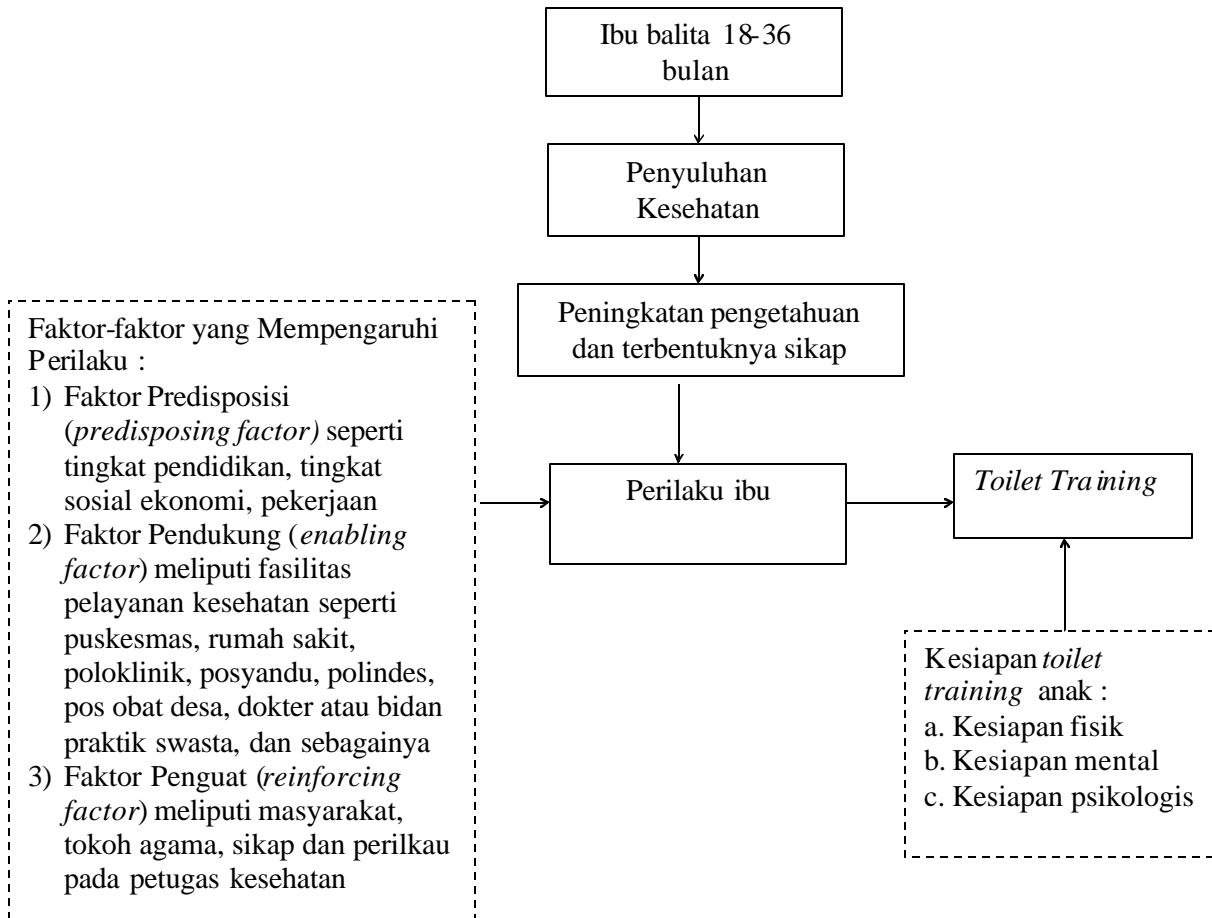 Ibu balita 18-36
bulan
Penyuluhan
Kesehatan
Peningkatan pengetahuan
dan terbentuknya sikap
Faktor-faktor yang Mempengaruhi
Perilaku :
1) Faktor Predisposisi
(predisposing factor) seperti
tingkat pendidikan, tingkat
sosial ekonomi, pekerjaan
2) Faktor Pendukung (enabling
factor) meliputi fasilitas
pelayanan kesehatan seperti
puskesmas, rumah sakit,
poloklinik, posyandu, polindes,
pos obat desa, dokter atau bidan
praktik swasta, dan sebagainya
3) Faktor Penguat (reinforcing
factor) meliputi masyarakat,
tokoh agama, sikap dan perilkau
pada petugas kesehatan
Perilaku ibu
Toilet Training
Kesiapan toilet
training anak :
a. Kesiapan fisik
b. Kesiapan mental
c. Kesiapan psikologis